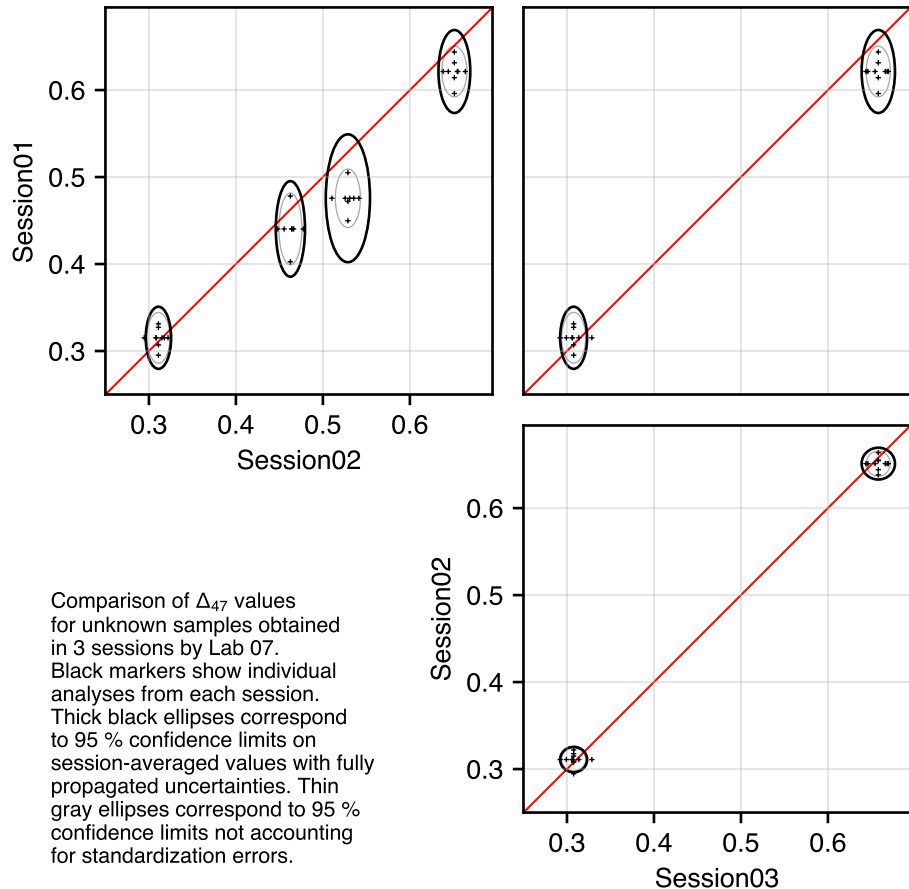 0.6
0.5
0.4
0.3
Session01
0.3 0.4 0.5 0.6
Session02
0.6
0.5
0.4
0.3
Session02
0.3 0.4 0.5 0.6
Session03
Comparison of Δ47 values
for unknown samples obtained
in 3 sessions by Lab 07.
Black markers show individual
analyses from each session.
Thick black ellipses correspond
to 95 % confidence limits on
session-averaged values with fully
propagated uncertainties. Thin
gray ellipses correspond to 95 %
confidence limits not accounting
for standardization errors.